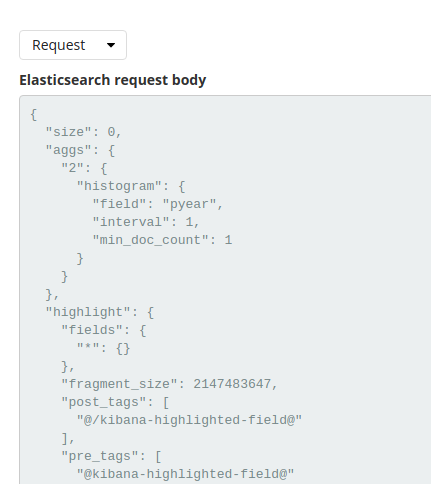 Request
Elasticsearch request body
{
  "size": 0,
  "aggs": {
    "2": {
      "histogram": {
        "field": "pyear",
        "interval": 1,
        "min_doc_count": 1
      }
    }
  },
  "highlight": {
    "fields": {
      "*": {}
    },
    "fragment_size": 2147483647,
    "post_tags": [
      "@/kibana-highlighted-field@"
    ],
    "pre_tags": [
      "@kibana-highlighted-field@"